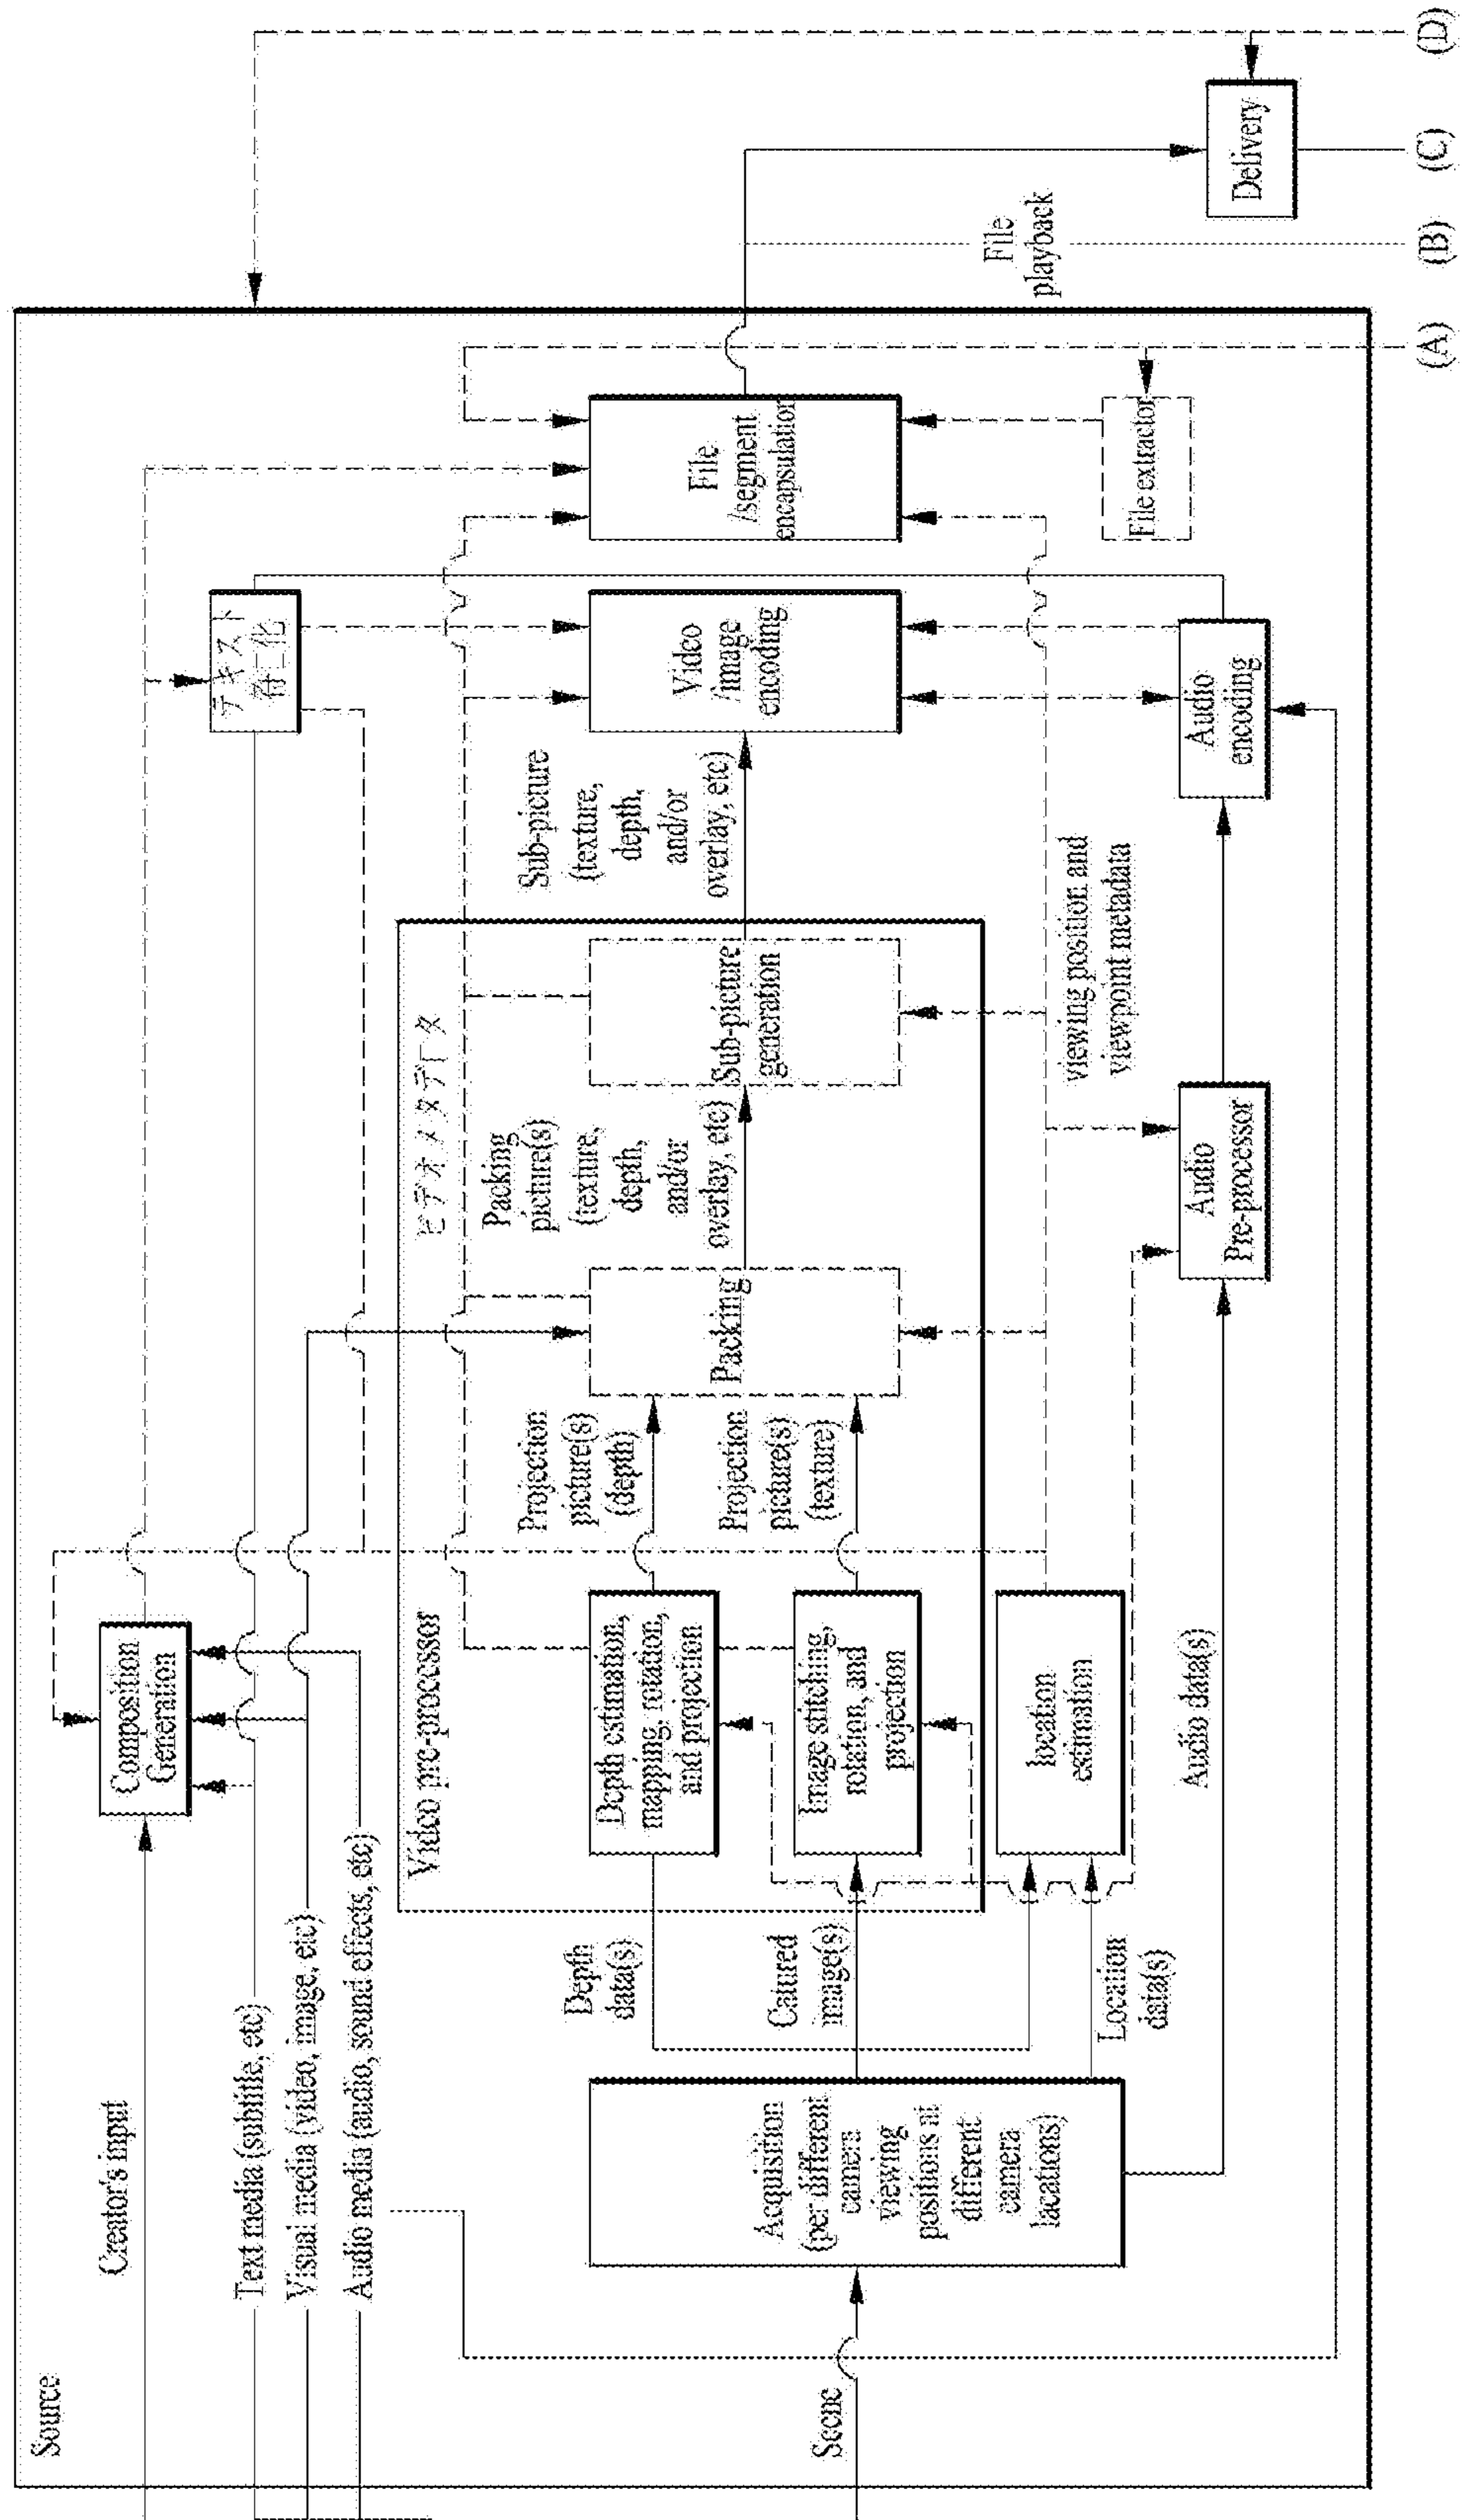 Source
Creator's input
Text media (subtitle, etc)
Visual media (video, image, etc)
Audio media (audio, sound effects, etc)
Scene
Composition
Generation
テキスト
符口化
Acquisition
(per different
camera
viewing
positions at
different
camera
lacations)
Depth
data(s)
Catured
image(s)
Location
data(s)
Audio data(s)
Video pre-processor
ビデオメタデータ
Depth estimation,
mapping, rotation,
and projection
Image stitching,
rotation, and
projection
location
estimation
Projection
picture(s)
(depth)
Projection
picture(s)
(texture)
Packing
Packing
picture(s)
(texture,
depth,
and/or
overlay, etc)
Sub-picture
generation
Sub-picture
(texture,
depth,
and/or
overlay, etc)
Video
/image
encoding
File
/segment
encapsulation
viewing position and
viewpoint metadata
Audio
Pre-processor
Audio
encoding
File extractor
File
playback
Delivery
(A)
(B)
(C)
(D)